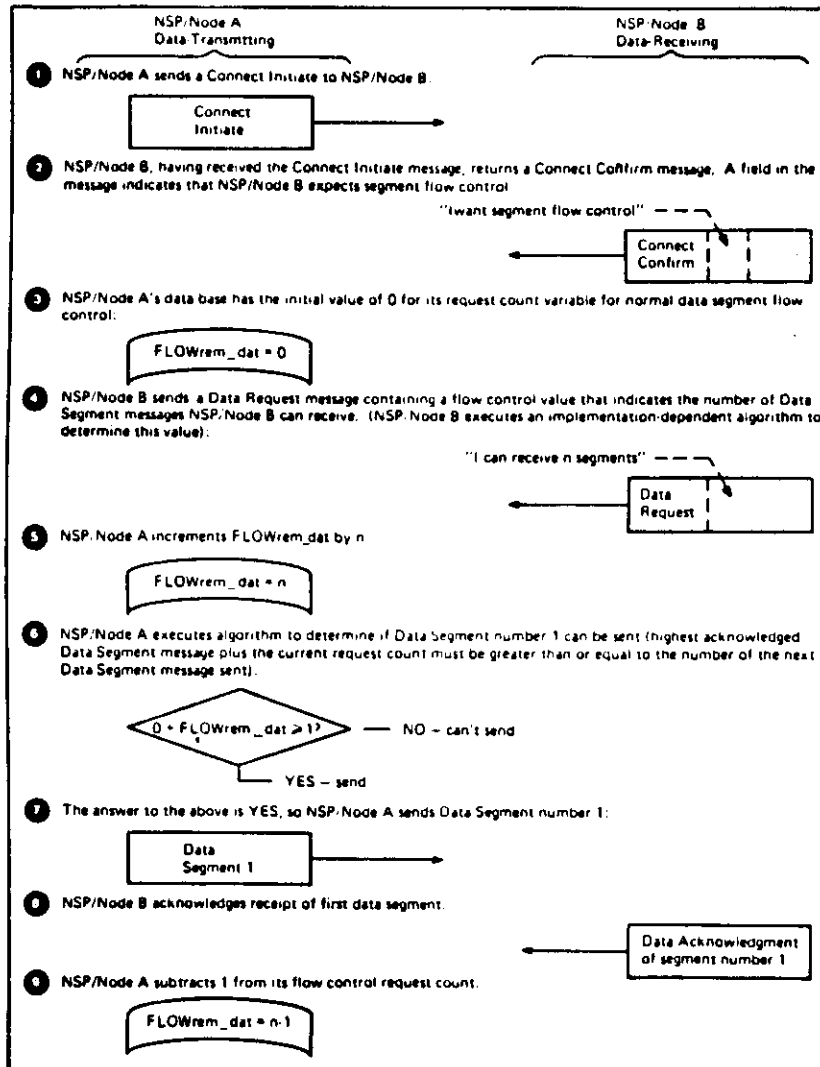 NSP/Node A
Data-Transmtting
NSP-Node B
Data-Receiving
1 NSP/Node A sends a Connect Initiate to NSP/Node B.
Connect
Initiate
2 NSP/Node B, having received the Connect Initiate message, returns a Connect Confirm message. A field in the
message indicates that NSP/Node B expects segment flow control
"I want segment flow control"
Connect
Confirm
3 NSP/Node A's data base has the initial value of 0 for its request count variable for normal data segment flow
control:
FLOWrem_dat = 0
4 NSP/Node B sends a Data Request message containing a flow control value that indicates the number of Data
Segment messages NSP/Node B can receive. (NSP-Node B executes an implementation-dependent algorithm to
determine this value):
"I can receive n segments"
Data
Request
5 NSP/Node A increments FLOWrem_dat by n
FLOWrem_dat = n
6 NSP/Node A executes algorithm to determine if Data Segment number 1 can be sent (highest acknowledged
Data Segment message plus the current request count must be greater than or equal to the number of the next
Data Segment message sent).
0 + FLOWrem_dat ≥ 1?
NO – can't send
YES – send
7 The answer to the above is YES, so NSP/Node A sends Data Segment number 1:
Data
Segment 1
8 NSP/Node B acknowledges receipt of first data segment.
Data Acknowledgment
of segment number 1
9 NSP/Node A subtracts 1 from its flow control request count.
FLOWrem_dat = n-1